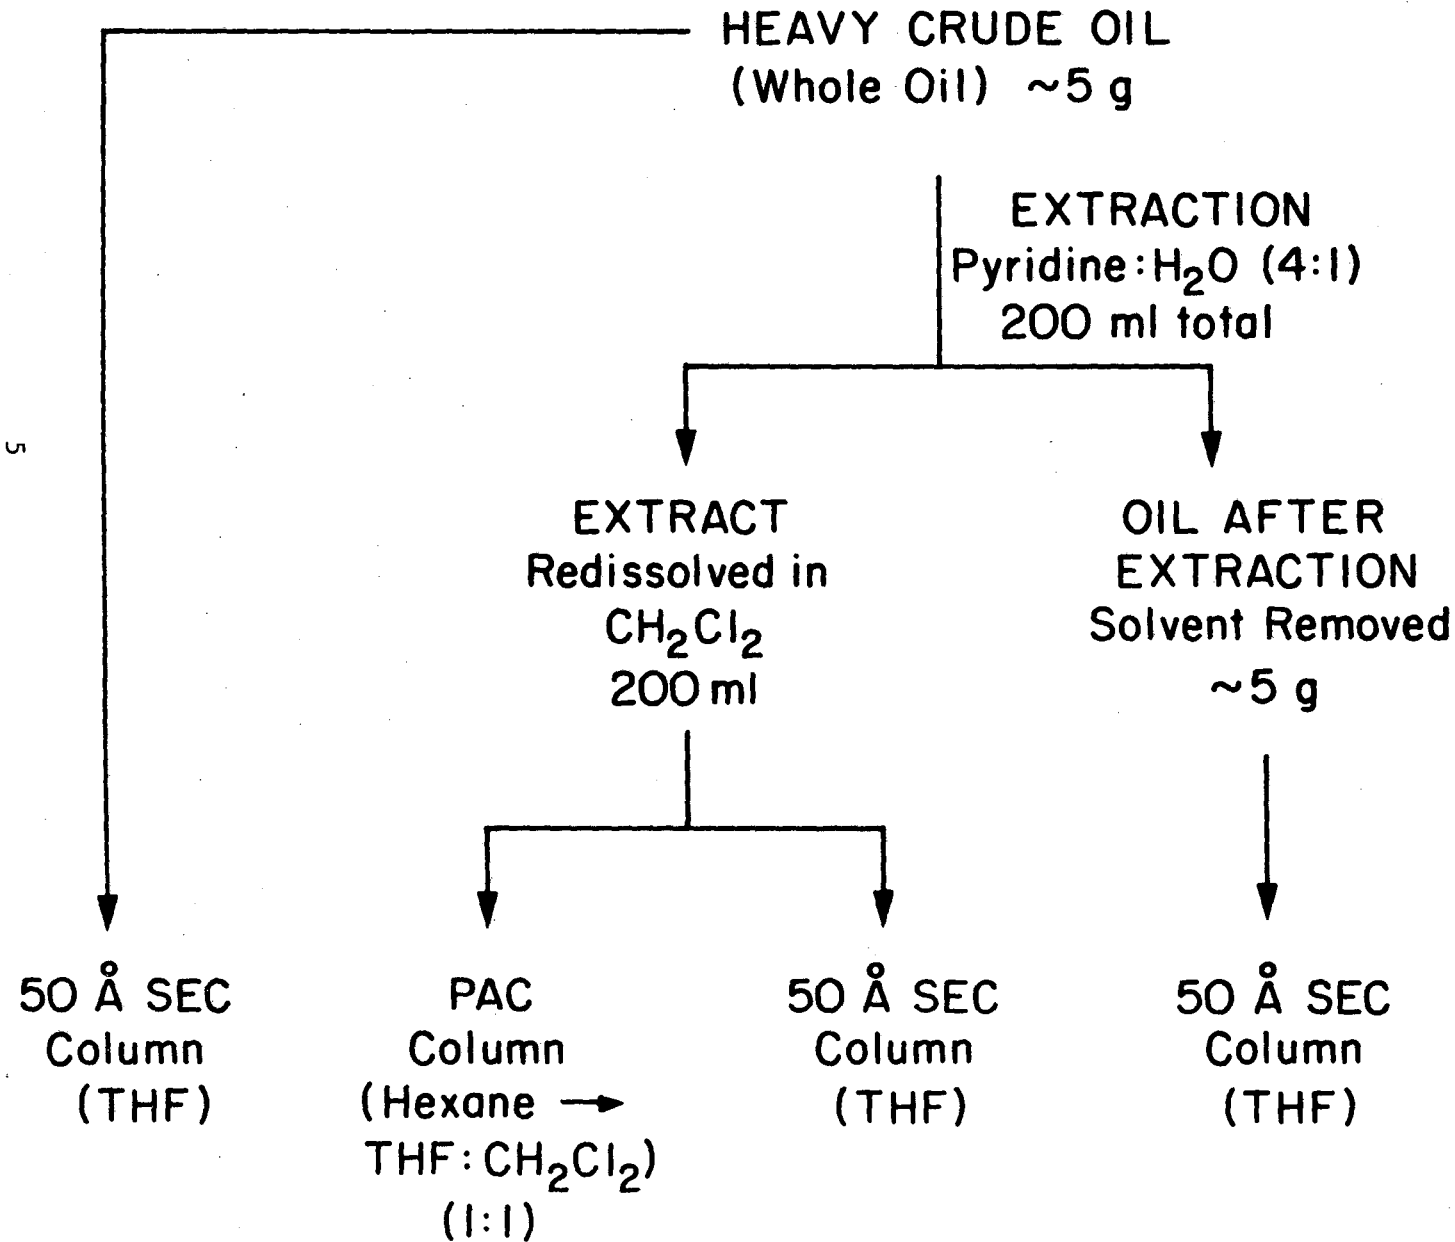 HEAVY CRUDE OIL
(Whole Oil) ~5 g
EXTRACTION
Pyridine:H₂O (4:1)
200 ml total
5
EXTRACT
Redissolved in
CH₂Cl₂
200 ml
OIL AFTER
EXTRACTION
Solvent Removed
~5 g
50 Å SEC
Column
(THF)
PAC
Column
(Hexane →
THF:CH₂Cl₂)
(1:1)
50 Å SEC
Column
(THF)
50 Å SEC
Column
(THF)